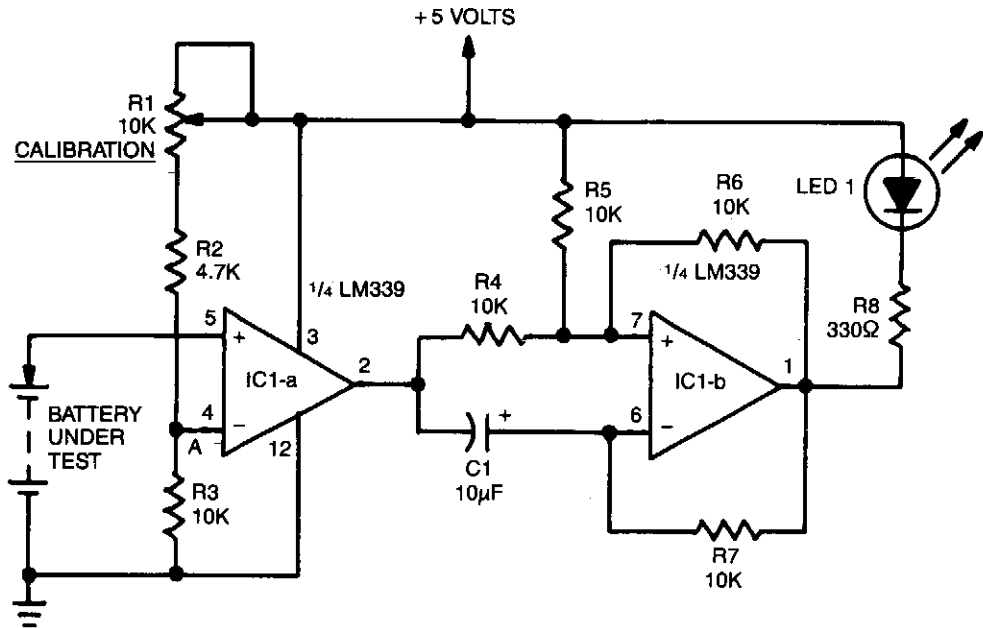 +5 VOLTS
R1
10K
CALIBRATION
R2
4.7K
1/4 LM339
5
+
3
IC1-a
2
4
−
A
12
BATTERY
UNDER
TEST
R3
10K
R4
10K
C1
10µF
+
R5
10K
R6
10K
1/4 LM339
7
+
IC1-b
1
6
−
R7
10K
LED 1
R8
330Ω